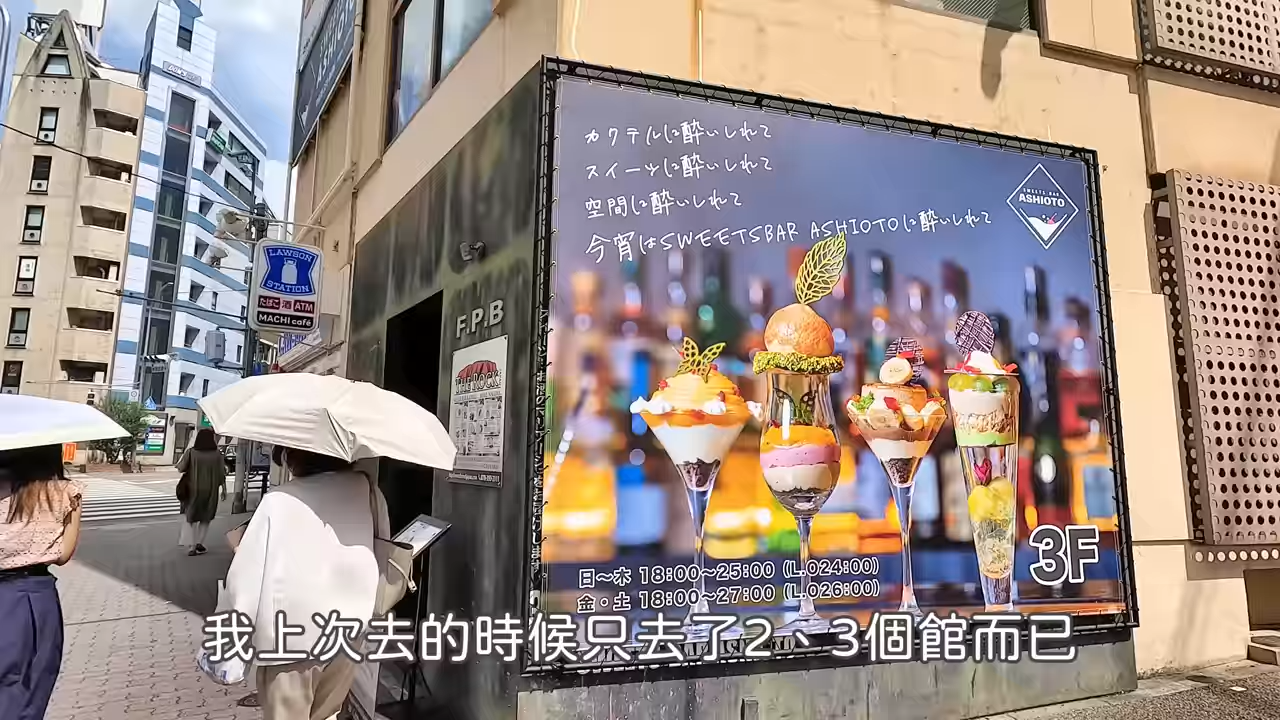 カクテルに酔いしれて
スイーツに酔いしれて
空間に酔いしれて
今宵はSWEETSBAR ASHIOTOに酔いしれて
SWEETS BAR
ASHIOTO
LAWSON
STATION
たばこ 酒 ATM
MACHI café
F.P.B
THE ROCK
3F
日〜木 18:00〜25:00 (L.O24:00)
金・土 18:00〜27:00 (L.O26:00)
我上次去的時候只去了2、3個館而已